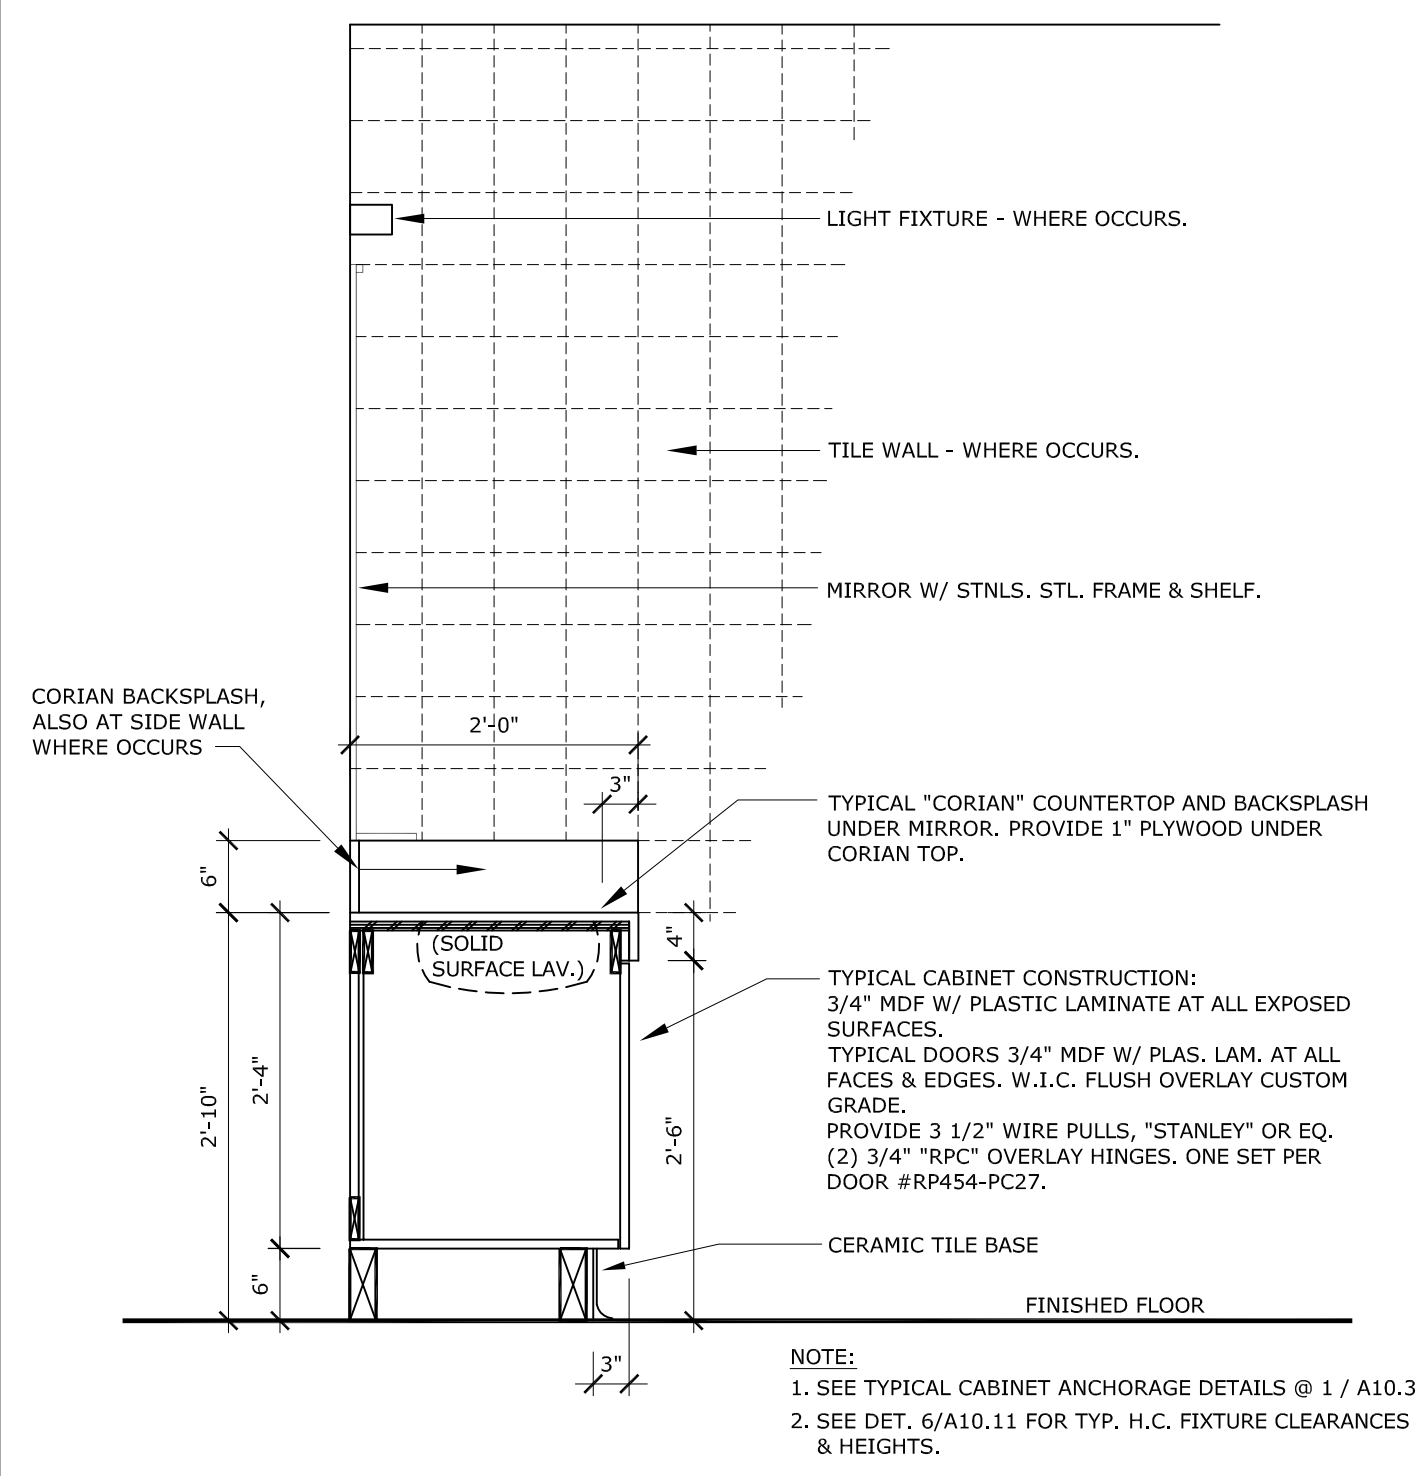 LIGHT FIXTURE - WHERE OCCURS.
TILE WALL - WHERE OCCURS.
MIRROR W/ STNLS. STL. FRAME & SHELF.
CORIAN BACKSPLASH,
ALSO AT SIDE WALL
WHERE OCCURS
2'-0"
3"
TYPICAL "CORIAN" COUNTERTOP AND BACKSPLASH
UNDER MIRROR. PROVIDE 1" PLYWOOD UNDER
CORIAN TOP.
6"
4"
(SOLID
SURFACE LAV.)
TYPICAL CABINET CONSTRUCTION:
3/4" MDF W/ PLASTIC LAMINATE AT ALL EXPOSED
SURFACES.
TYPICAL DOORS 3/4" MDF W/ PLAS. LAM. AT ALL
FACES & EDGES. W.I.C. FLUSH OVERLAY CUSTOM
GRADE.
PROVIDE 3 1/2" WIRE PULLS, "STANLEY" OR EQ.
(2) 3/4" "RPC" OVERLAY HINGES. ONE SET PER
DOOR #RP454-PC27.
2'-10"
2'-4"
2'-6"
6"
CERAMIC TILE BASE
FINISHED FLOOR
3"
NOTE:
1. SEE TYPICAL CABINET ANCHORAGE DETAILS @ 1 / A10.3
2. SEE DET. 6/A10.11 FOR TYP. H.C. FIXTURE CLEARANCES
& HEIGHTS.